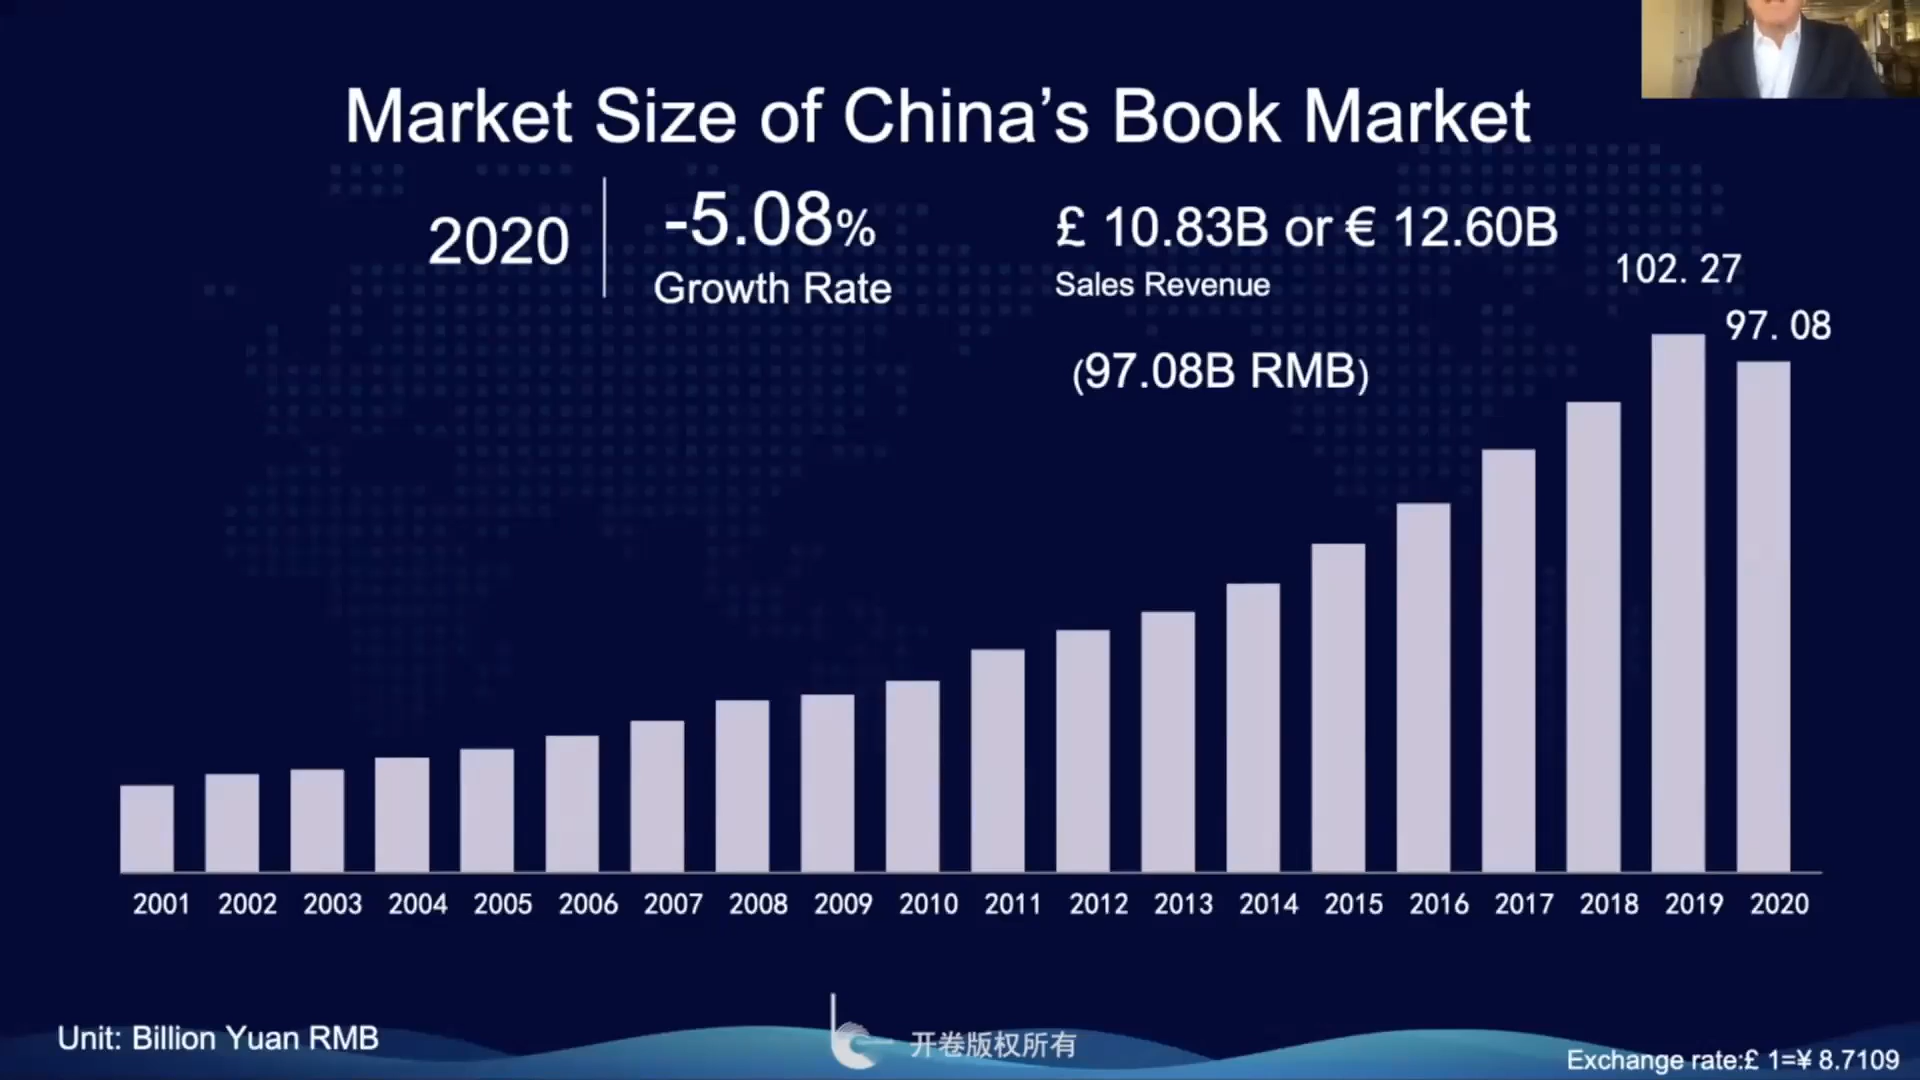 Market Size of China’s Book Market
2020
-5.08%
Growth Rate
£ 10.83B or € 12.60B
Sales Revenue
(97.08B RMB)
102. 27
97. 08
2001 2002 2003 2004 2005 2006 2007 2008 2009 2010 2011 2012 2013 2014 2015 2016 2017 2018 2019 2020
Unit: Billion Yuan RMB
开卷版权所有
Exchange rate:£ 1=¥ 8.7109